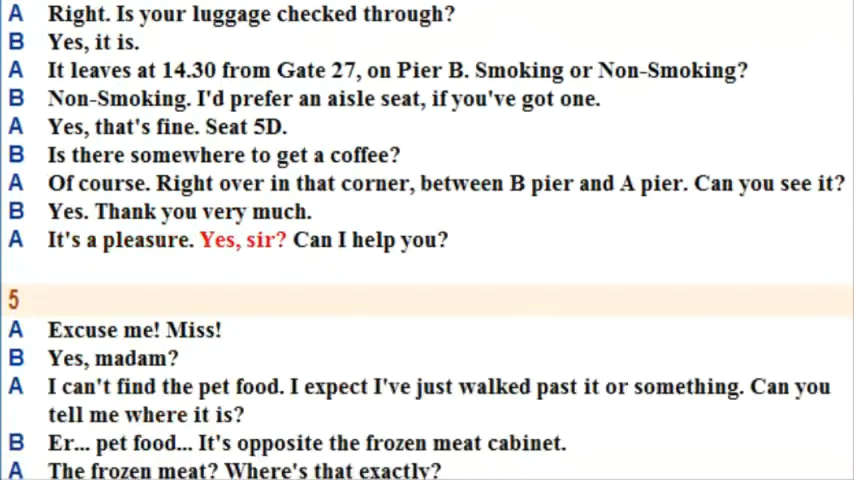 A Right. Is your luggage checked through?
B Yes, it is.
A It leaves at 14.30 from Gate 27, on Pier B. Smoking or Non-Smoking?
B Non-Smoking. I'd prefer an aisle seat, if you've got one.
A Yes, that's fine. Seat 5D.
B Is there somewhere to get a coffee?
A Of course. Right over in that corner, between B pier and A pier. Can you see it?
B Yes. Thank you very much.
A It's a pleasure. Yes, sir? Can I help you?
5
A Excuse me! Miss!
B Yes, madam?
A I can't find the pet food. I expect I've just walked past it or something. Can you
tell me where it is?
B Er... pet food... It's opposite the frozen meat cabinet.
A The frozen meat? Where's that exactly?